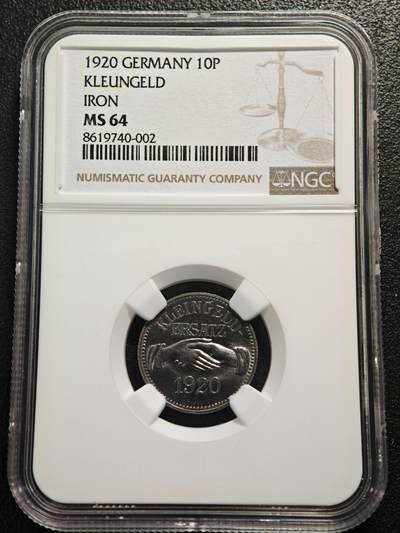 1920 GERMANY 10P
KLEUNGELD
IRON
MS 64
8619740-002
NUMISMATIC GUARANTY COMPANY
NGC
KLEINGELD-
ERSATZ
1920